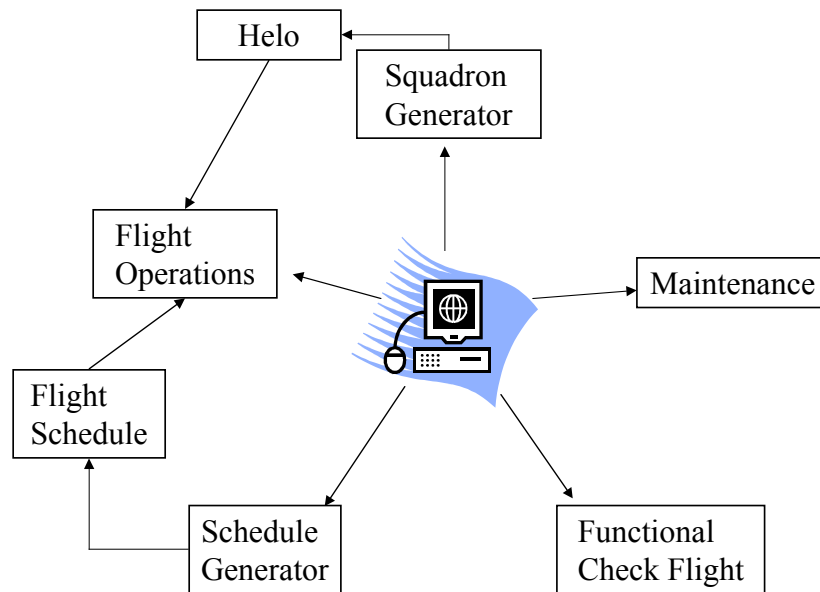 Helo
Squadron
Generator
Flight
Operations
Maintenance
Flight
Schedule
Schedule
Generator
Functional
Check Flight